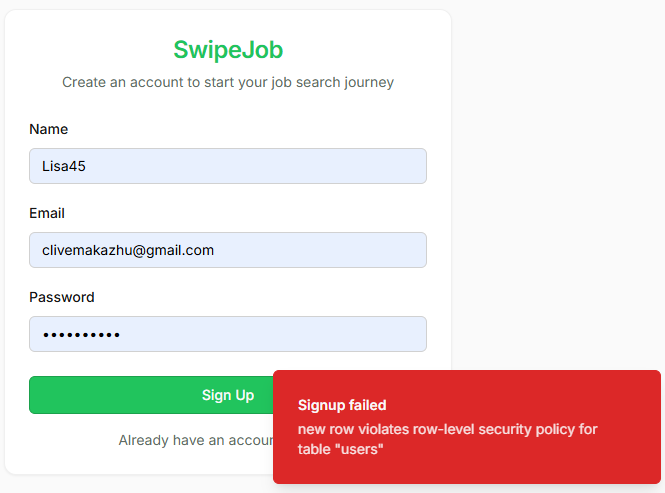 SwipeJob
Create an account to start your job search journey
Name
Lisa45
Email
clivemakazhu@gmail.com
Password
••••••••••
Sign Up
Already have an
Signup failed
new row violates row-level security policy for
table "users"